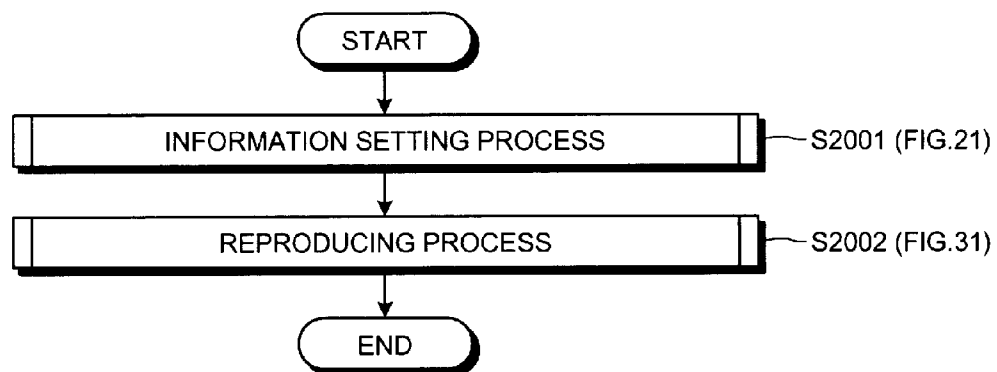 START
INFORMATION SETTING PROCESS
S2001 (FIG.21)
REPRODUCING PROCESS
S2002 (FIG.31)
END